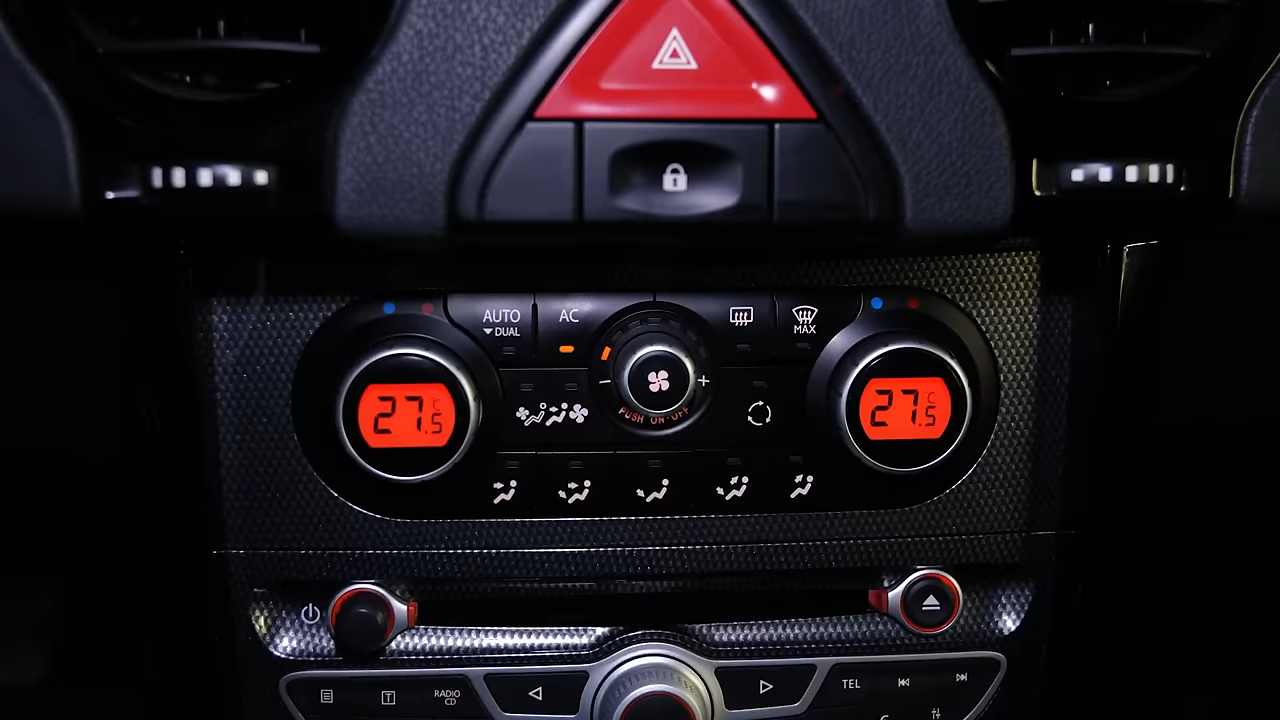 AUTO
DUAL
AC
MAX
27.5 C
27.5 C
PUSH ON·OFF
RADIO
CD
TEL
T